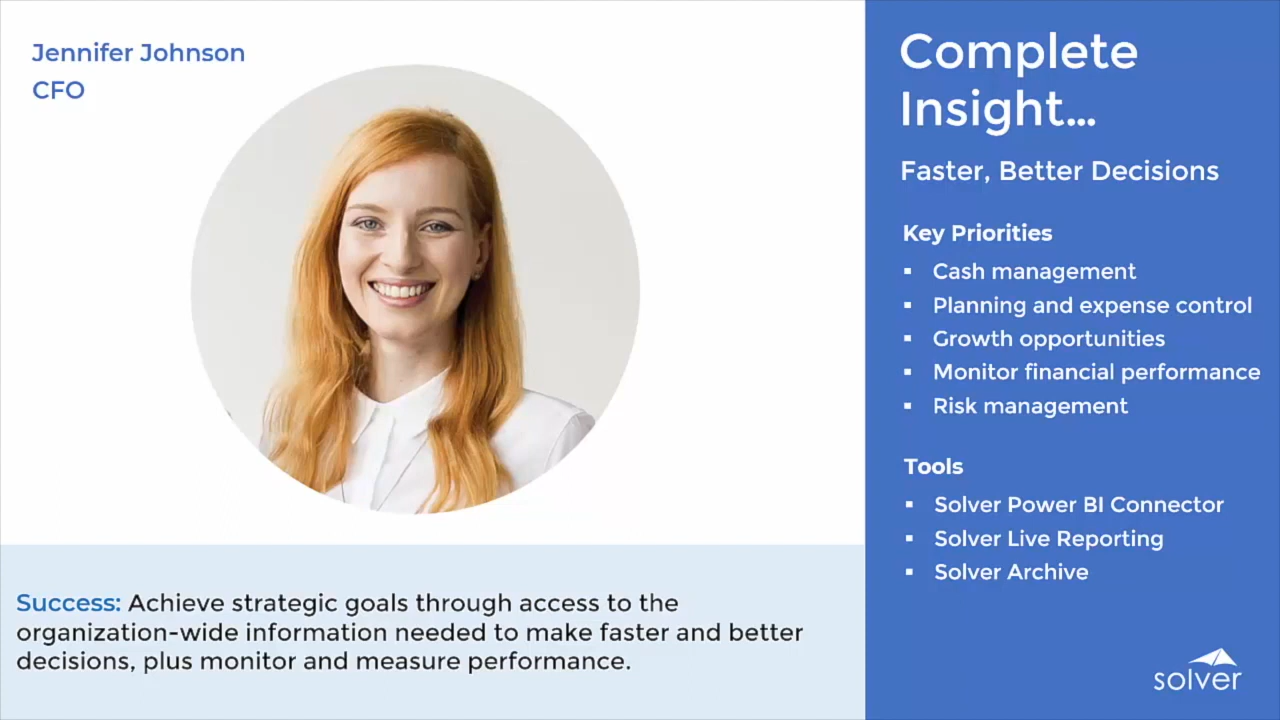 Jennifer Johnson
CFO
Complete
Insight...
Faster, Better Decisions
Key Priorities
▪ Cash management
▪ Planning and expense control
▪ Growth opportunities
▪ Monitor financial performance
▪ Risk management
Tools
▪ Solver Power BI Connector
▪ Solver Live Reporting
▪ Solver Archive
Success: Achieve strategic goals through access to the
organization-wide information needed to make faster and better
decisions, plus monitor and measure performance.
solver